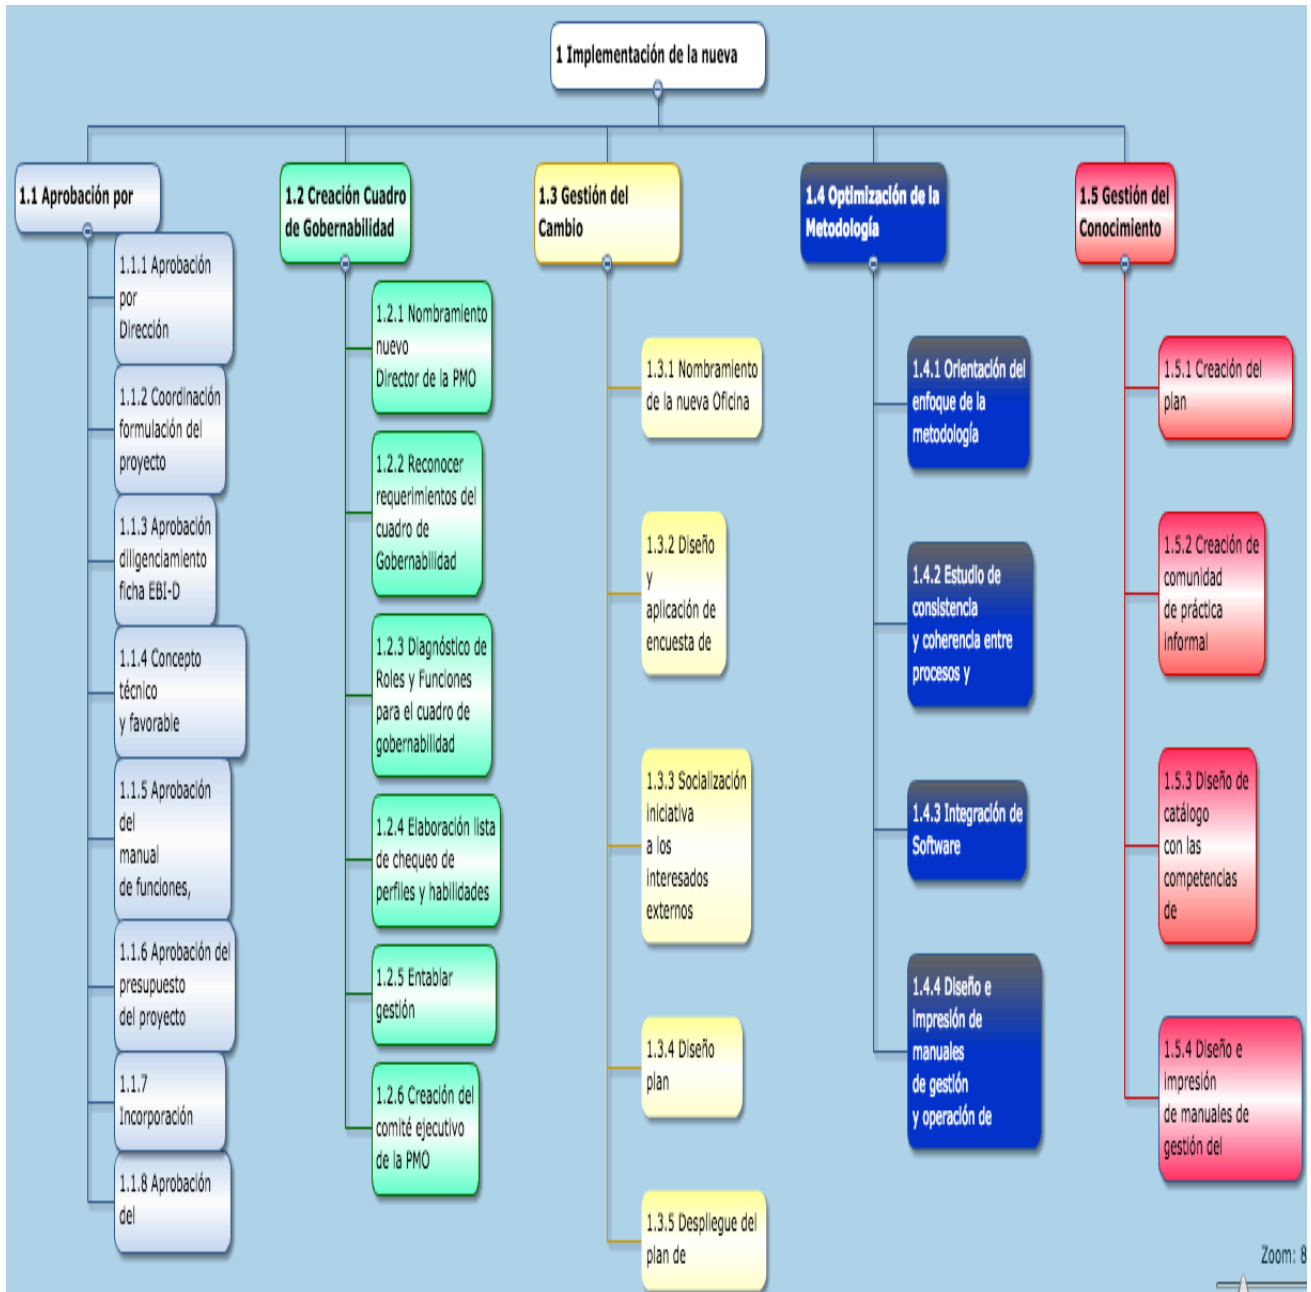 1 Implementación de la nueva
1.1 Aprobación por
1.1.1 Aprobación
por
Dirección
1.1.2 Coordinación
formulación del
proyecto
1.1.3 Aprobación
diligenciamiento
ficha EBI-D
1.1.4 Concepto
técnico
y favorable
1.1.5 Aprobación
del
manual
de funciones,
1.1.6 Aprobación del
presupuesto
del proyecto
1.1.7
Incorporación
1.1.8 Aprobación
del
1.2 Creación Cuadro
de Gobernabilidad
1.2.1 Nombramiento
nuevo
Director de la PMO
1.2.2 Reconocer
requerimientos del
cuadro de
Gobernabilidad
1.2.3 Diagnóstico de
Roles y Funciones
para el cuadro de
gobernabilidad
1.2.4 Elaboración lista
de chequeo de
perfiles y habilidades
1.2.5 Entablar
gestión
1.2.6 Creación del
comité ejecutivo
de la PMO
1.3 Gestión del
Cambio
1.3.1 Nombramiento
de la nueva Oficina
1.3.2 Diseño
y
aplicación de
encuesta de
1.3.3 Socialización
iniciativa
a los
interesados
externos
1.3.4 Diseño
plan
1.3.5 Despliegue del
plan de
1.4 Optimización de la
Metodología
1.4.1 Orientación del
enfoque de la
metodología
1.4.2 Estudio de
consistencia
y coherencia entre
procesos y
1.4.3 Integración de
Software
1.4.4 Diseño e
impresión de
manuales
de gestión
y operación de
1.5 Gestión del
Conocimiento
1.5.1 Creación del
plan
1.5.2 Creación de
comunidad
de práctica
informal
1.5.3 Diseño de
catálogo
con las
competencias
de
1.5.4 Diseño e
impresión
de manuales de
gestión del
Zoom: 8